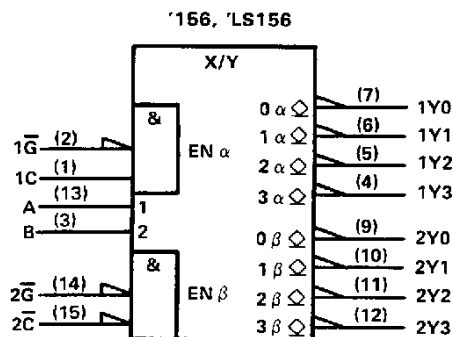 '156, 'LS156
X/Y
&
EN α
1G̅ (2)
1C (1)
A (13) 1
B (3) 2
&
EN β
2G̅ (14)
2C̅ (15)
0 α ◇ (7) 1Y0
1 α ◇ (6) 1Y1
2 α ◇ (5) 1Y2
3 α ◇ (4) 1Y3
0 β ◇ (9) 2Y0
1 β ◇ (10) 2Y1
2 β ◇ (11) 2Y2
3 β ◇ (12) 2Y3